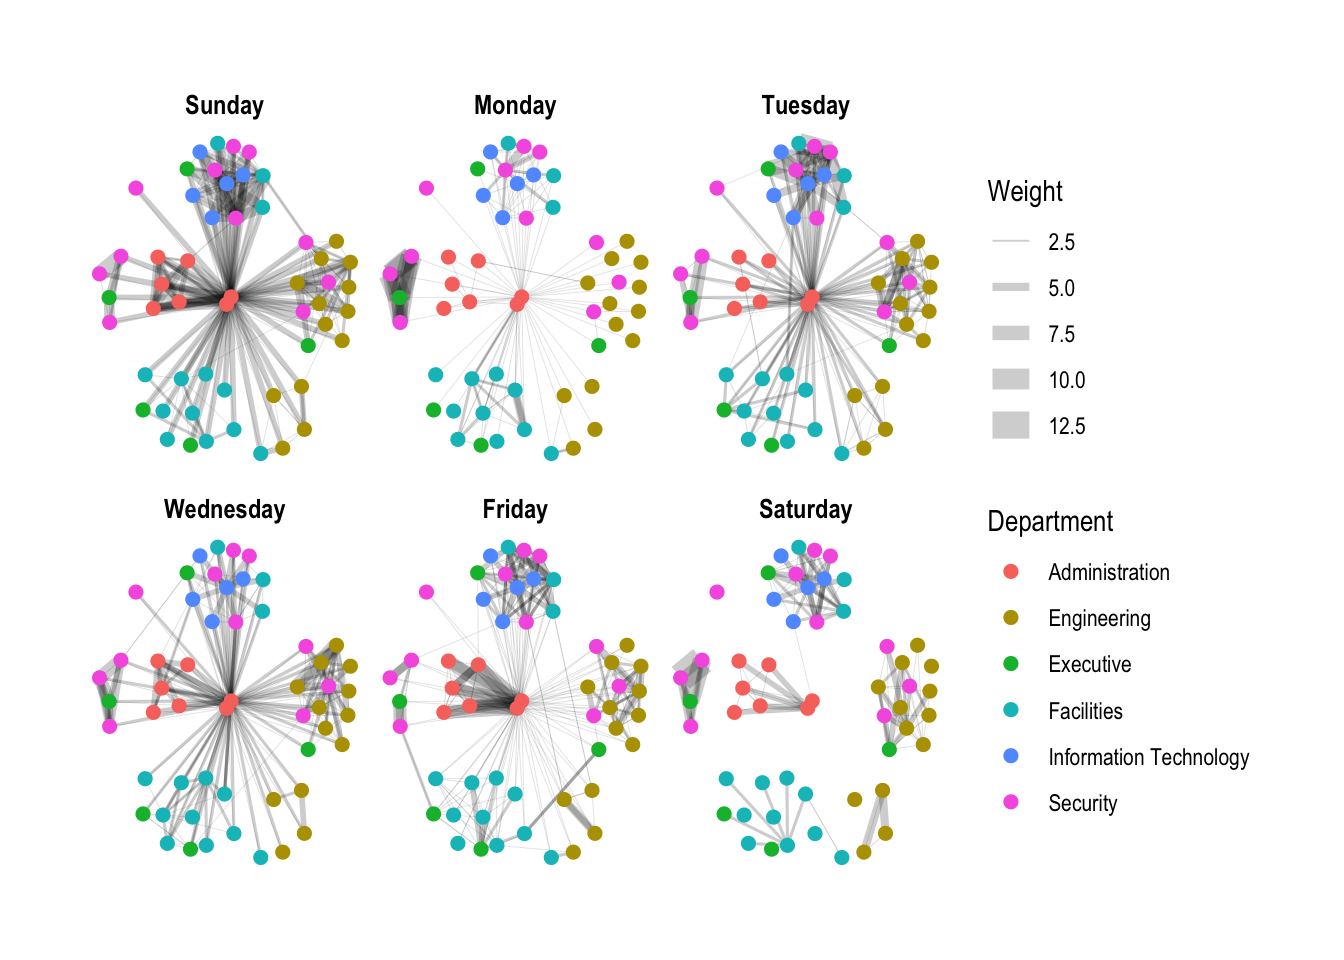 Sunday
Monday
Tuesday
Wednesday
Friday
Saturday
Weight
2.5
5.0
7.5
10.0
12.5
Department
Administration
Engineering
Executive
Facilities
Information Technology
Security